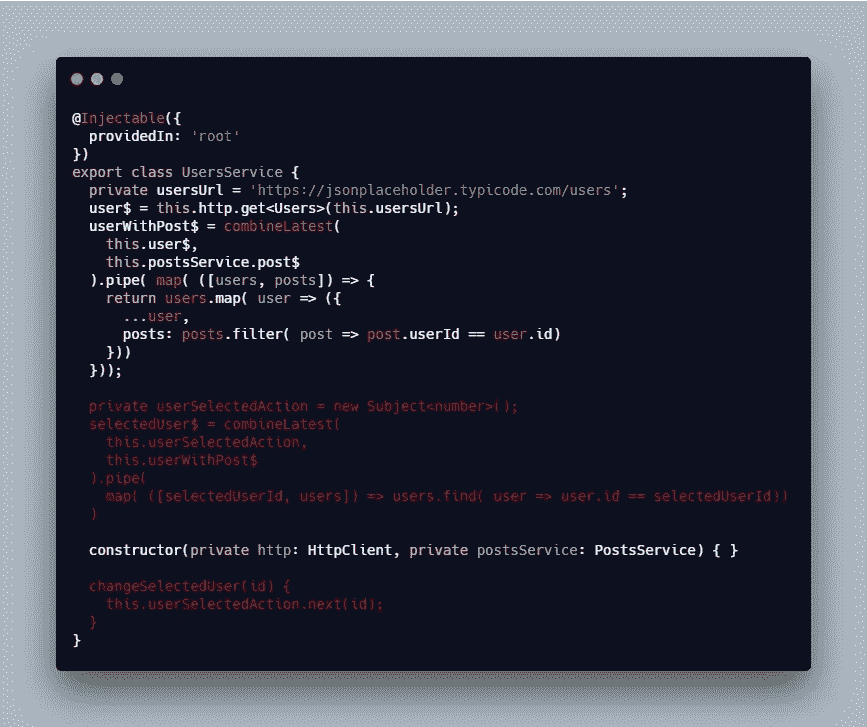 @Injectable({
  providedIn: 'root'
})
export class UsersService {
  private usersUrl = 'https://jsonplaceholder.typicode.com/users';
  user$ = this.http.get<Users>(this.usersUrl);
  userWithPost$ = combineLatest(
    this.user$,
    this.postsService.post$
  ).pipe( map( ([users, posts]) => {
    return users.map( user => ({
      ...user,
      posts: posts.filter( post => post.userId == user.id)
    }))
  }));
  private userSelectedAction = new Subject<number>();
  selectedUser$ = combineLatest(
    this.userSelectedAction,
    this.userWithPost$
  ).pipe(
    map( ([selectedUserId, users]) => users.find( user => user.id == selectedUserId))
  )
  constructor(private http: HttpClient, private postsService: PostsService) { }
  changeSelectedUser(id) {
    this.userSelectedAction.next(id);
  }
}